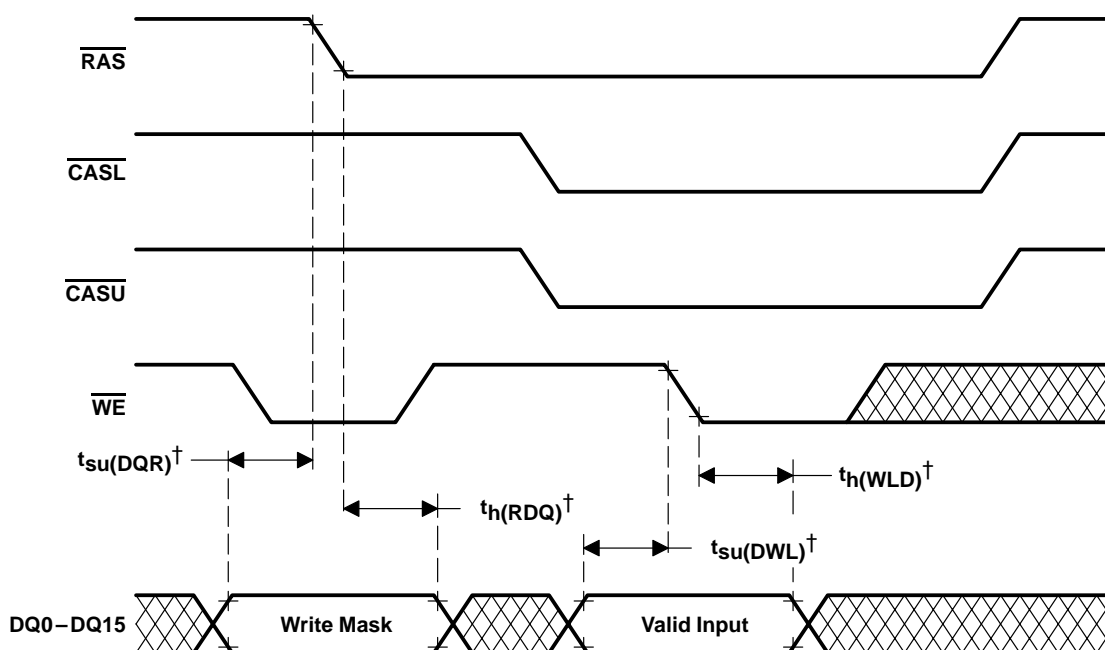 RAS
CASL
CASU
WE
tsu(DQR)†
th(WLD)†
th(RDQ)†
tsu(DWL)†
DQ0–DQ15
Write Mask
Valid Input